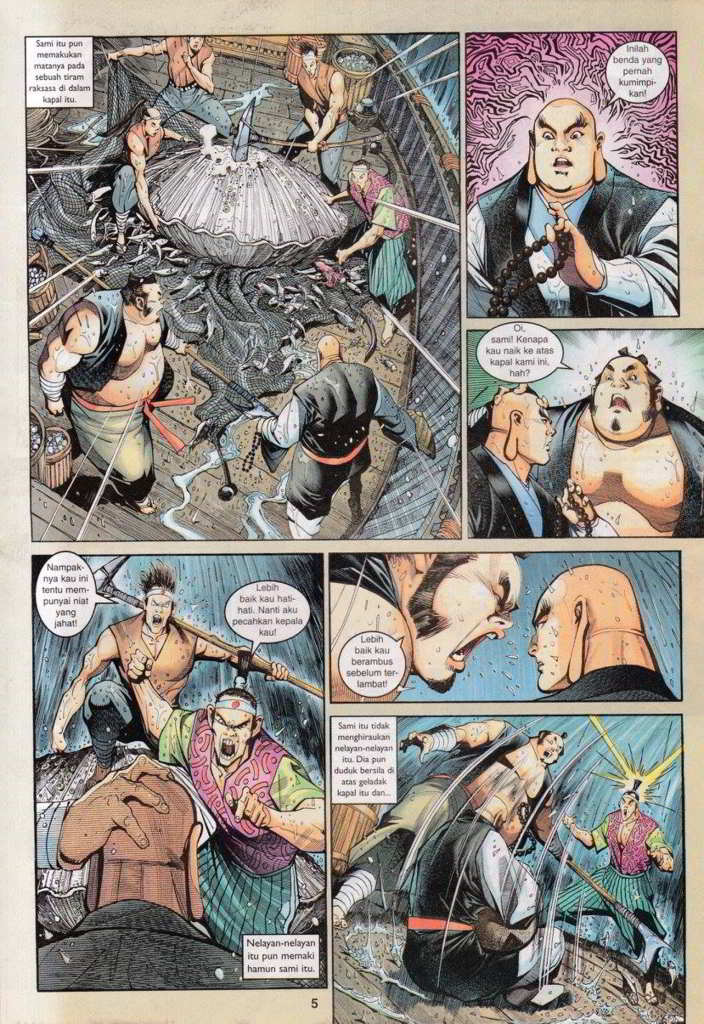 Sami itu pun
memakukan
matanya pada
sebuah tiram
raksasa di dalam
kapal itu.
Inilah
benda yang
pernah
kumimpi-
kan!
Oi,
sami! Kenapa
kau naik ke atas
kapal kami ini,
hah?
Nampak-
nya kau ini
tentu mem-
punyai niat
yang
jahat!
Lebih
baik kau hati-
hati. Nanti aku
pecahkan kepala
kau!
Nelayan-nelayan
itu pun memaki
hamun sami itu.
Lebih
baik kau
berambus
sebelum ter-
lambat!
Sami itu tidak
menghiraukan
nelayan-nelayan
itu. Dia pun
duduk bersila di
atas geladak
kapal itu dan...
5